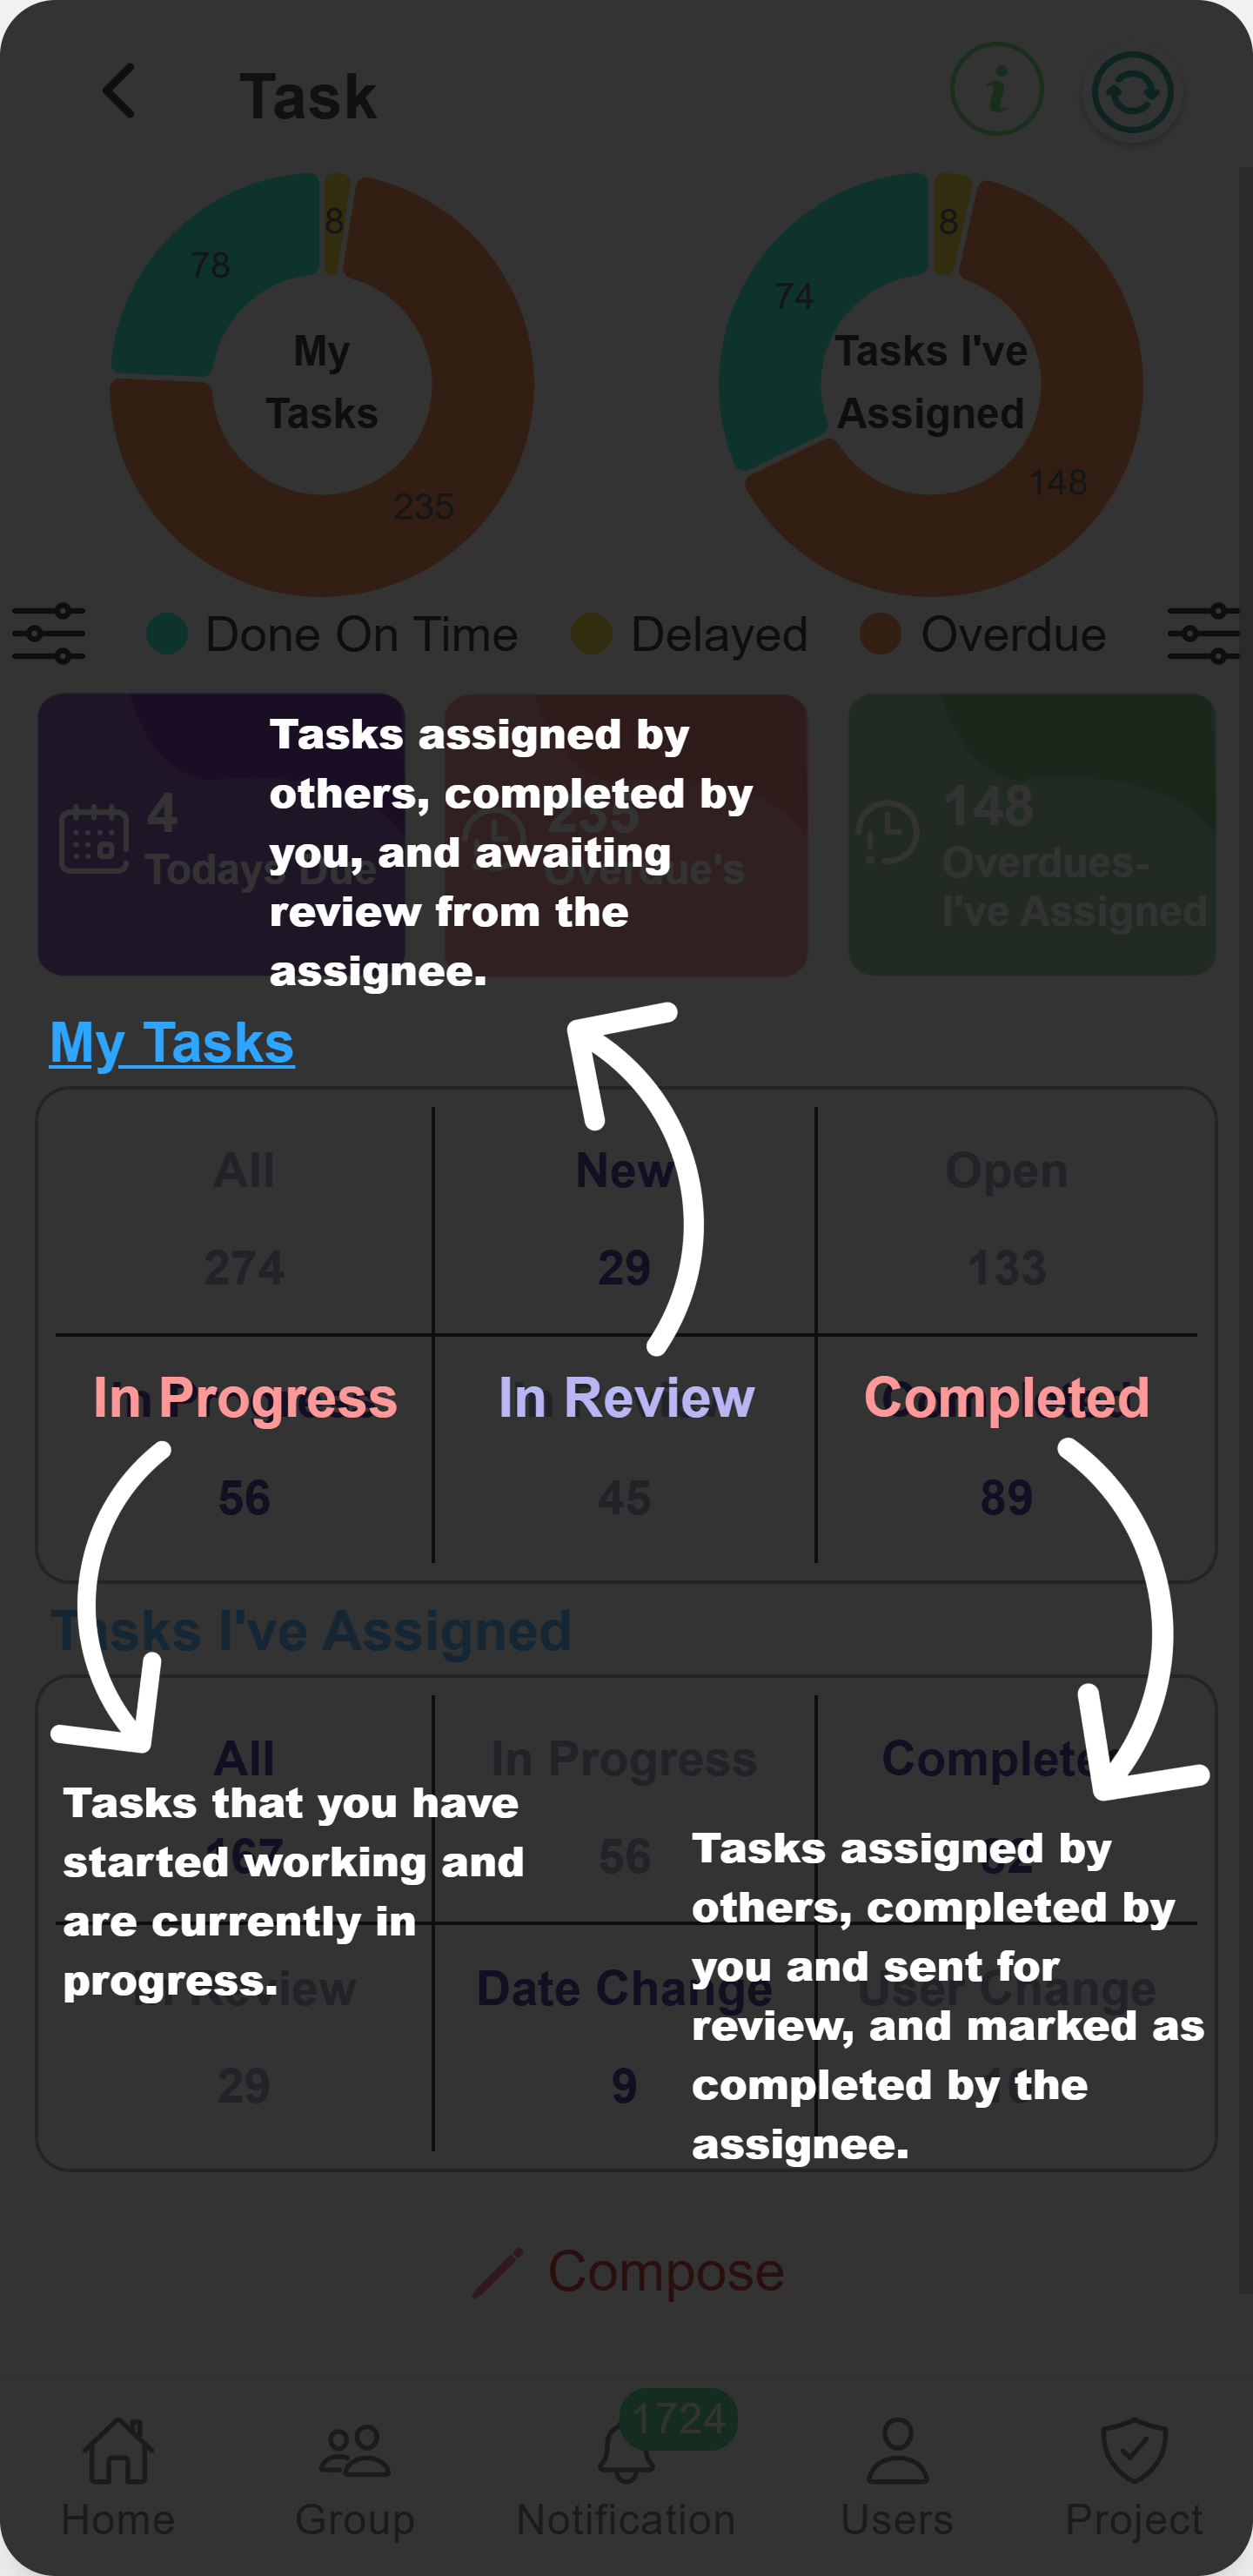 Task
i
78
8
My
Tasks
235
74
8
Tasks I've
Assigned
148
Done On Time
Delayed
Overdue
4
Todays Due
235
Overdue's
148
Overdues-
I've Assigned
Tasks assigned by
others, completed by
you, and awaiting
review from the
assignee.
My Tasks
All
274
New
29
Open
133
In Progress
56
In Review
45
Completed
89
Tasks I've Assigned
All
167
In Progress
56
Completed
Tasks that you have
started working and
are currently in
progress.
Tasks assigned by
others, completed by
you and sent for
review, and marked as
completed by the
assignee.
In Review
29
Date Change
9
User Change
Compose
1724
Home
Group
Notification
Users
Project